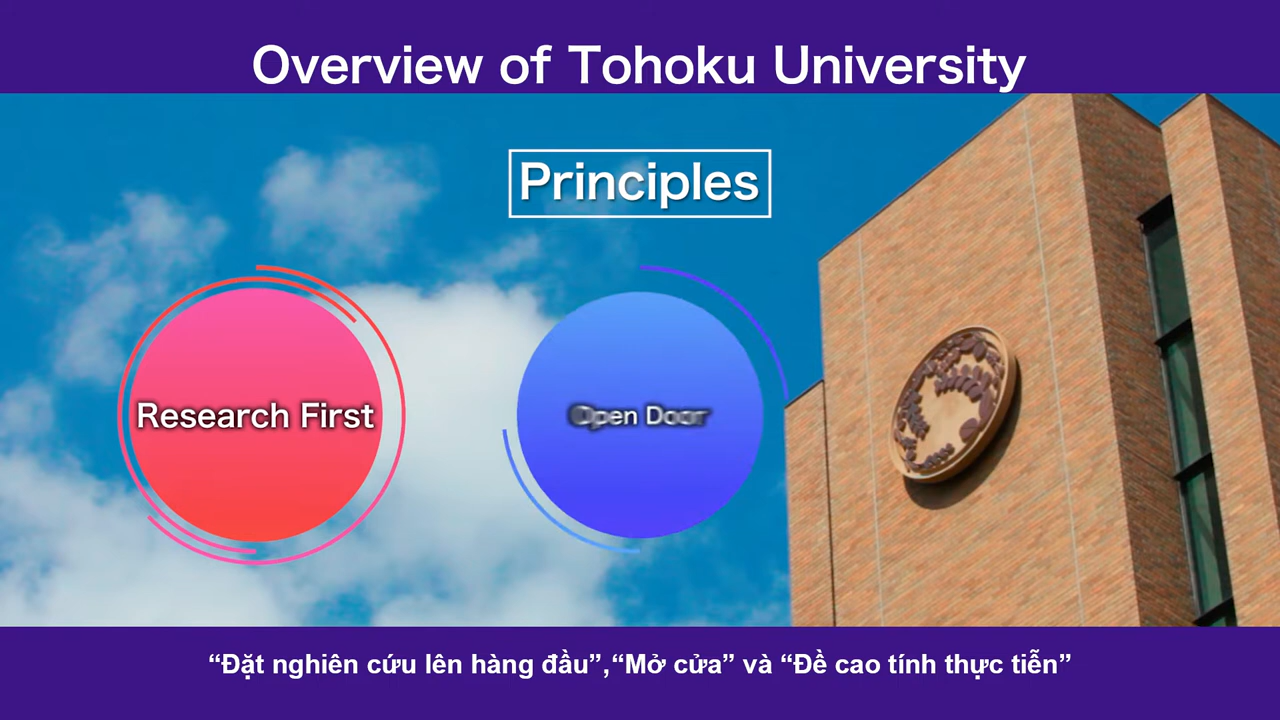 Overview of Tohoku University
Principles
Research First
Open Door
“Đặt nghiên cứu lên hàng đầu”,“Mở cửa” và “Đề cao tính thực tiễn”